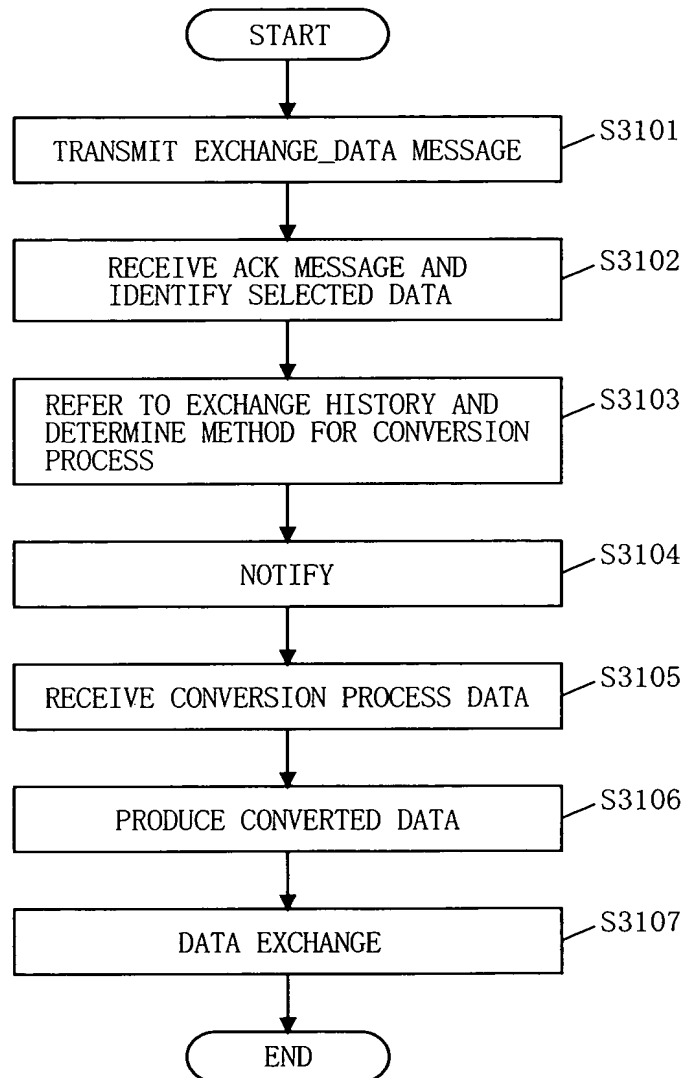 START
TRANSMIT EXCHANGE_DATA MESSAGE
S3101
RECEIVE ACK MESSAGE AND
IDENTIFY SELECTED DATA
S3102
REFER TO EXCHANGE HISTORY AND
DETERMINE METHOD FOR CONVERSION
PROCESS
S3103
NOTIFY
S3104
RECEIVE CONVERSION PROCESS DATA
S3105
PRODUCE CONVERTED DATA
S3106
DATA EXCHANGE
S3107
END